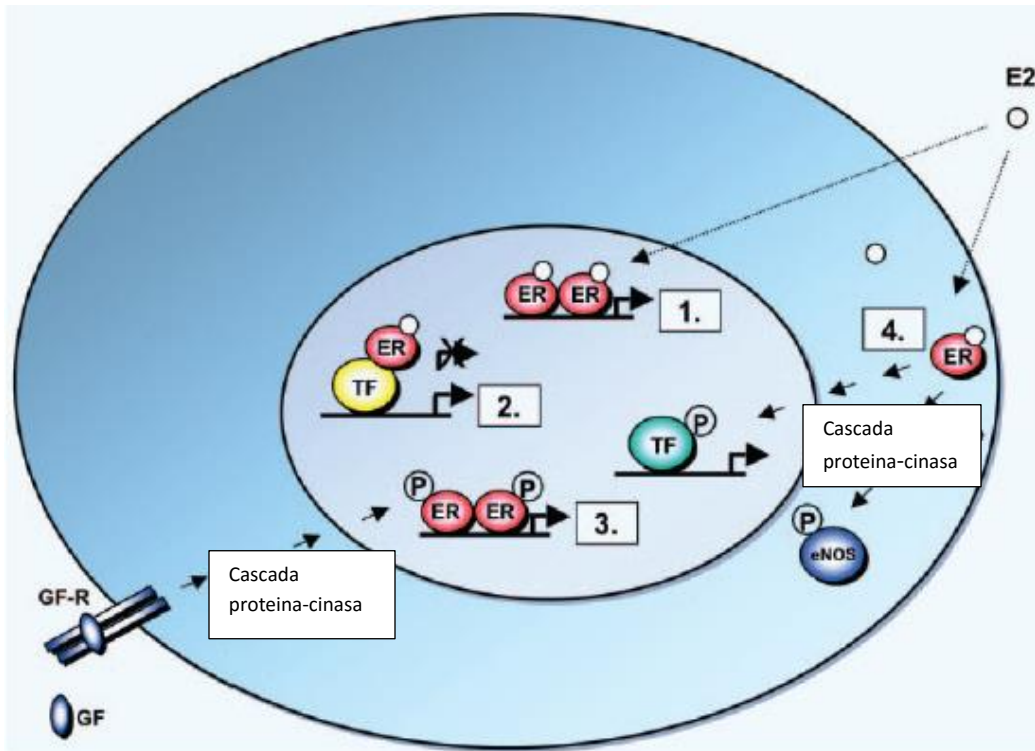 E2
ER
ER
1.
4.
ER
ER
TF
2.
P
TF
Cascada
proteina-cinasa
P
P
ER
ER
3.
P
eNOS
Cascada
proteina-cinasa
GF-R
GF